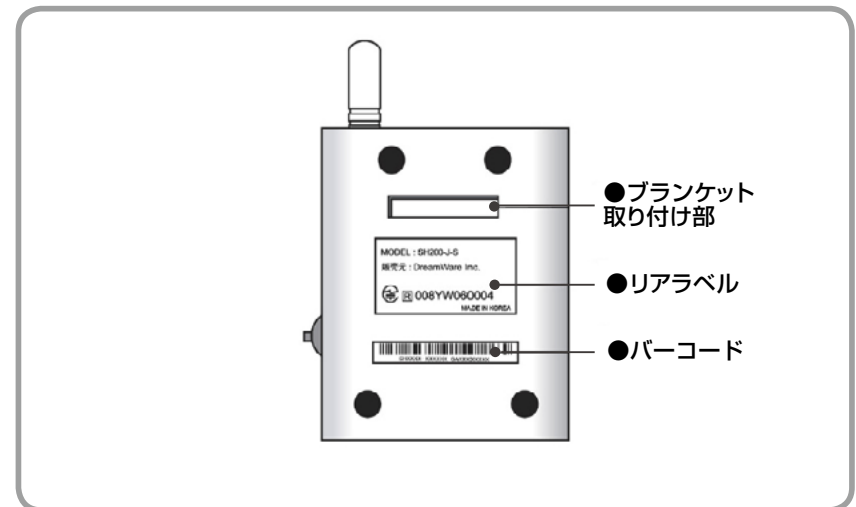 ●ブランケット
取り付け部
MODEL : SH200-J-S
販売元 : DreamWare Inc.
R 008YW060004
MADE IN KOREA
●リアラベル
●バーコード